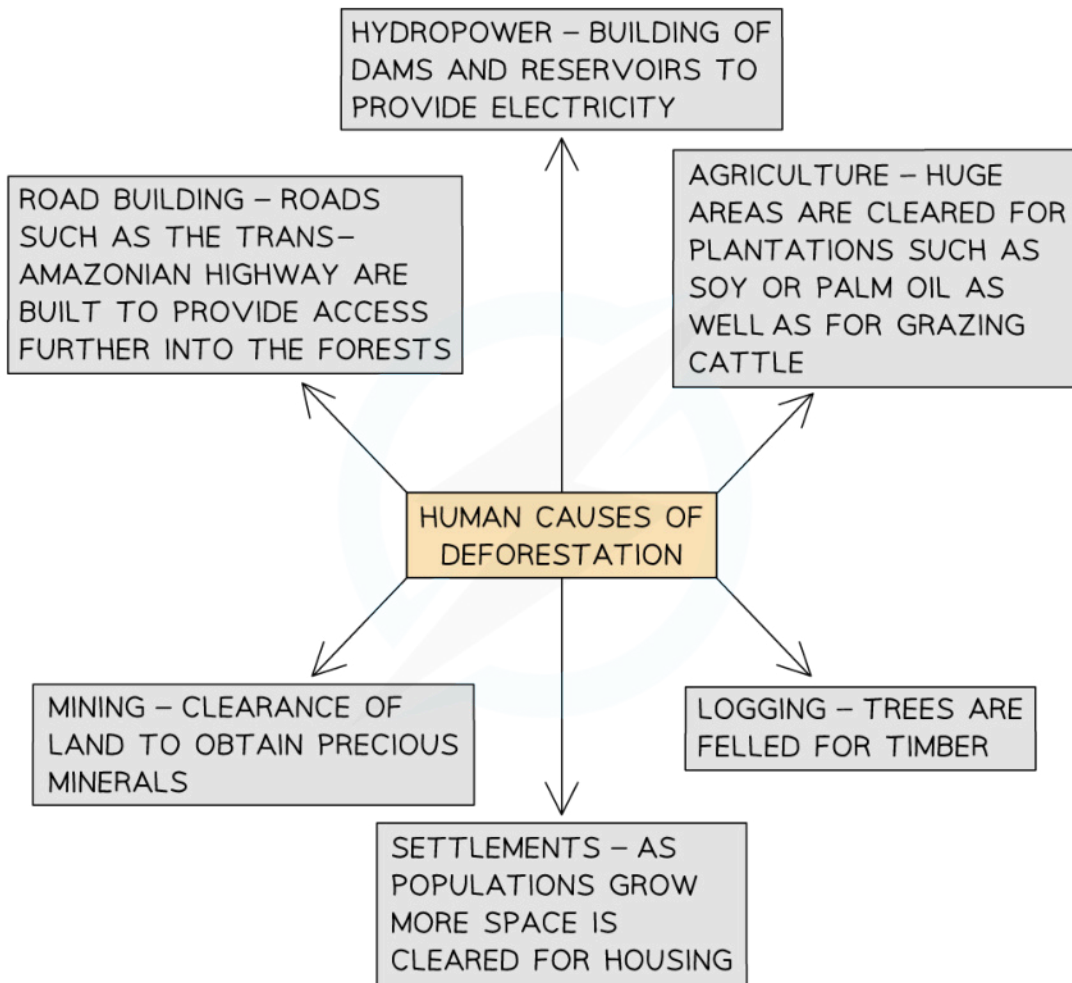 HYDROPOWER – BUILDING OF
DAMS AND RESERVOIRS TO
PROVIDE ELECTRICITY
AGRICULTURE – HUGE
AREAS ARE CLEARED FOR
PLANTATIONS SUCH AS
SOY OR PALM OIL AS
WELL AS FOR GRAZING
CATTLE
ROAD BUILDING – ROADS
SUCH AS THE TRANS–
AMAZONIAN HIGHWAY ARE
BUILT TO PROVIDE ACCESS
FURTHER INTO THE FORESTS
HUMAN CAUSES OF
DEFORESTATION
MINING – CLEARANCE OF
LAND TO OBTAIN PRECIOUS
MINERALS
LOGGING – TREES ARE
FELLED FOR TIMBER
SETTLEMENTS – AS
POPULATIONS GROW
MORE SPACE IS
CLEARED FOR HOUSING